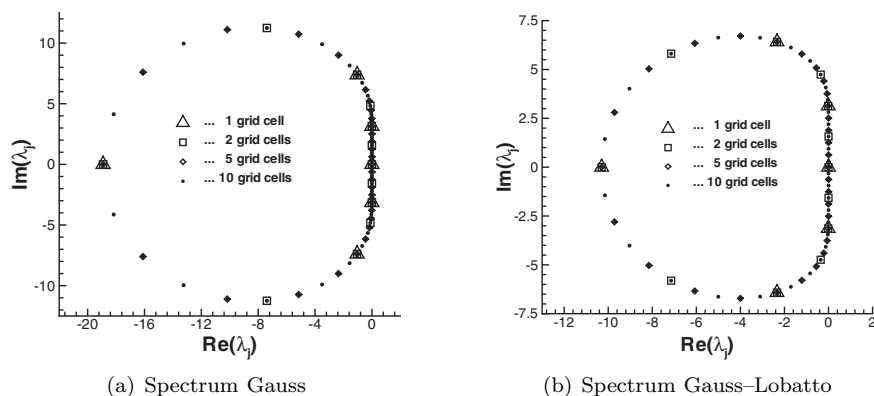 10
5
0
-5
-10
Im(λj)
... 1 grid cell
... 2 grid cells
... 5 grid cells
... 10 grid cells
-20 -16 -12 -8 -4 0
Re(λj)
(a) Spectrum Gauss
7.5
5
2.5
0
-2.5
-5
-7.5
Im(λj)
... 1 grid cell
... 2 grid cells
... 5 grid cells
... 10 grid cells
-12 -10 -8 -6 -4 -2 0 2
Re(λj)
(b) Spectrum Gauss–Lobatto